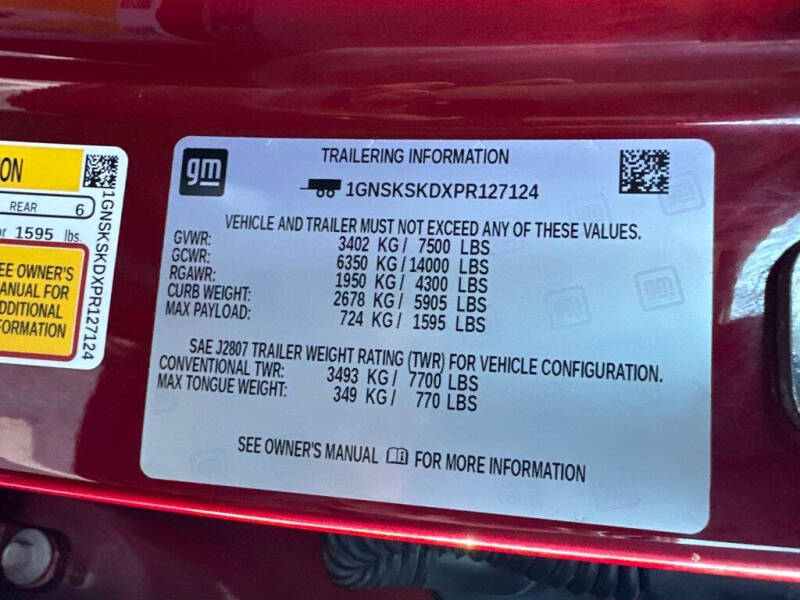 ON
REAR 6
or 1595 lbs.
EE OWNER'S
ANUAL FOR
DDITIONAL
FORMATION
1GNSKSKDXPR127124
gm
TRAILERING INFORMATION
1GNSKSKDXPR127124
VEHICLE AND TRAILER MUST NOT EXCEED ANY OF THESE VALUES.
GVWR: 3402 KG / 7500 LBS
GCWR: 6350 KG / 14000 LBS
RGAWR: 1950 KG / 4300 LBS
CURB WEIGHT: 2678 KG / 5905 LBS
MAX PAYLOAD: 724 KG / 1595 LBS
SAE J2807 TRAILER WEIGHT RATING (TWR) FOR VEHICLE CONFIGURATION.
CONVENTIONAL TWR: 3493 KG / 7700 LBS
MAX TONGUE WEIGHT: 349 KG / 770 LBS
SEE OWNER'S MANUAL FOR MORE INFORMATION